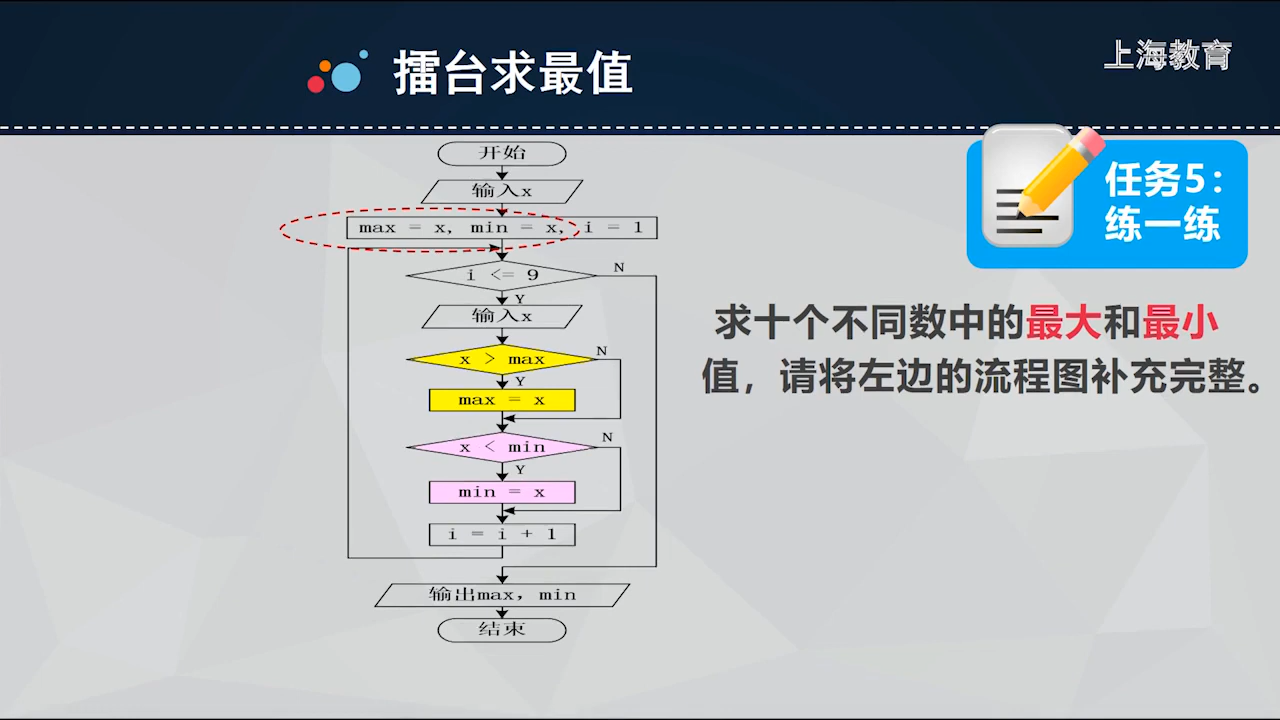 擂台求最值
上海教育
任务5：
练一练
开始
输入x
max = x, min = x, i = 1
i <= 9
N
Y
输入x
x > max
N
Y
max = x
x < min
N
Y
min = x
i = i + 1
输出max, min
结束
求十个不同数中的最大和最小
值，请将左边的流程图补充完整。